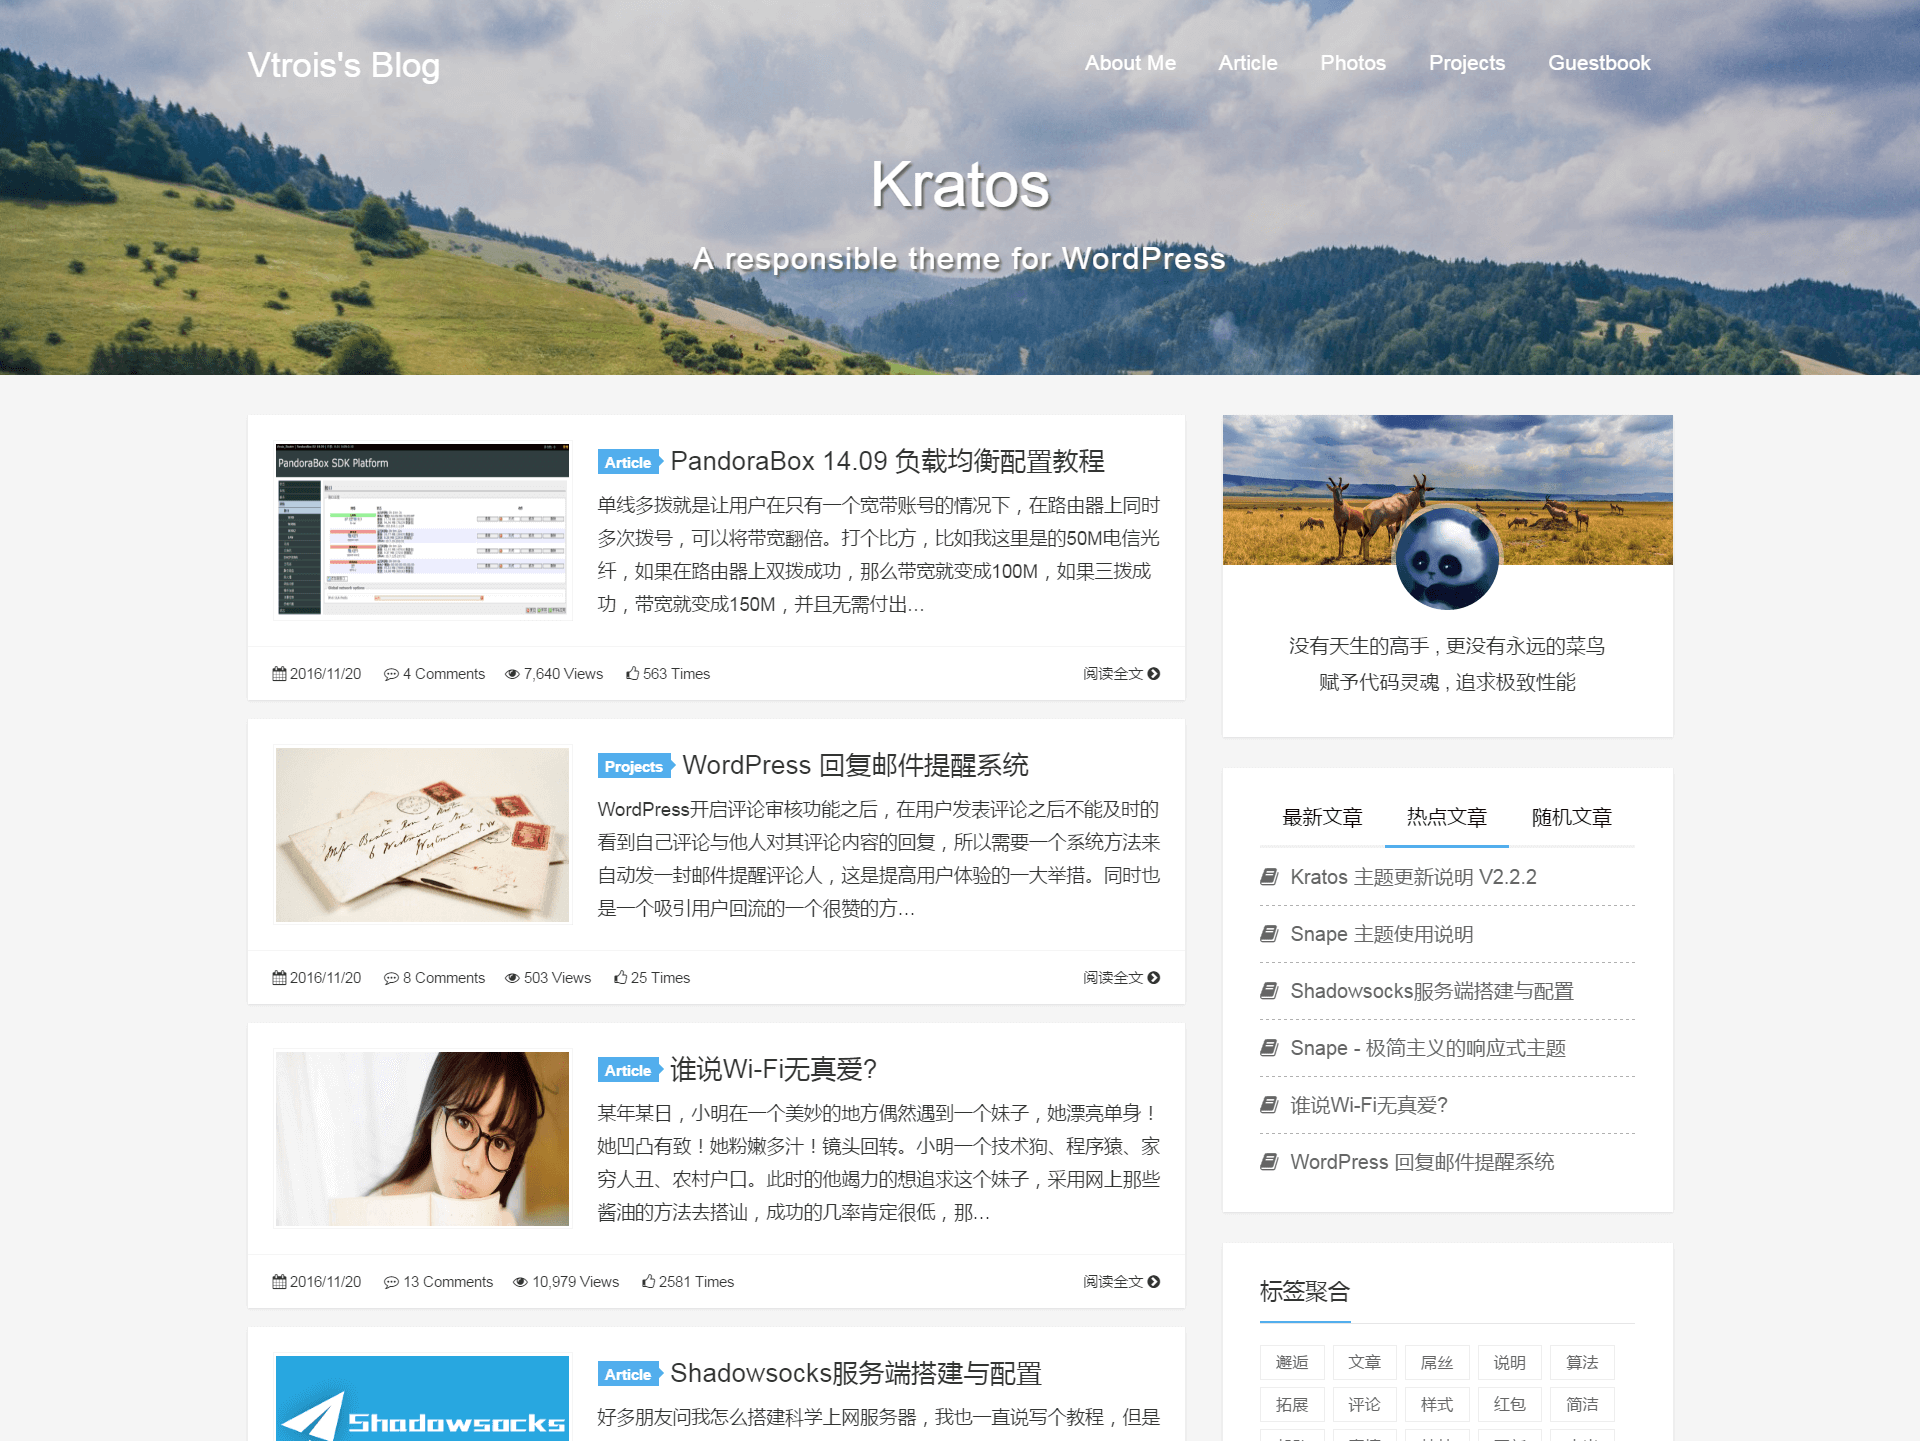 Vtrois's Blog
About Me
Article
Photos
Projects
Guestbook
Kratos
A responsible theme for WordPress
PandoraBox SDK Platform
Article
PandoraBox 14.09 负载均衡配置教程
单线多拨就是让用户在只有一个宽带账号的情况下，在路由器上同时
多次拨号，可以将带宽翻倍。打个比方，比如我这里是的50M电信光
纤，如果在路由器上双拨成功，那么带宽就变成100M，如果三拨成
功，带宽就变成150M，并且无需付出…
2016/11/20
4 Comments
7,640 Views
563 Times
阅读全文
Projects
WordPress 回复邮件提醒系统
WordPress开启评论审核功能之后，在用户发表评论之后不能及时的
看到自己评论与他人对其评论内容的回复，所以需要一个系统方法来
自动发一封邮件提醒评论人，这是提高用户体验的一大举措。同时也
是一个吸引用户回流的一个很赞的方…
2016/11/20
8 Comments
503 Views
25 Times
阅读全文
Article
谁说Wi-Fi无真爱?
某年某日，小明在一个美妙的地方偶然遇到一个妹子，她漂亮单身！
她凹凸有致！她粉嫩多汁！镜头回转。小明一个技术狗、程序猿、家
穷人丑、农村户口。此时的他竭力的想追求这个妹子，采用网上那些
酱油的方法去搭讪，成功的几率肯定很低，那…
2016/11/20
13 Comments
10,979 Views
2581 Times
阅读全文
Shadowsocks
Article
Shadowsocks服务端搭建与配置
好多朋友问我怎么搭建科学上网服务器，我也一直说写个教程，但是
没有天生的高手 , 更没有永远的菜鸟
赋予代码灵魂 , 追求极致性能
最新文章
热点文章
随机文章
Kratos 主题更新说明 V2.2.2
Snape 主题使用说明
Shadowsocks服务端搭建与配置
Snape - 极简主义的响应式主题
谁说Wi-Fi无真爱?
WordPress 回复邮件提醒系统
标签聚合
邂逅
文章
屌丝
说明
算法
拓展
评论
样式
红包
简洁